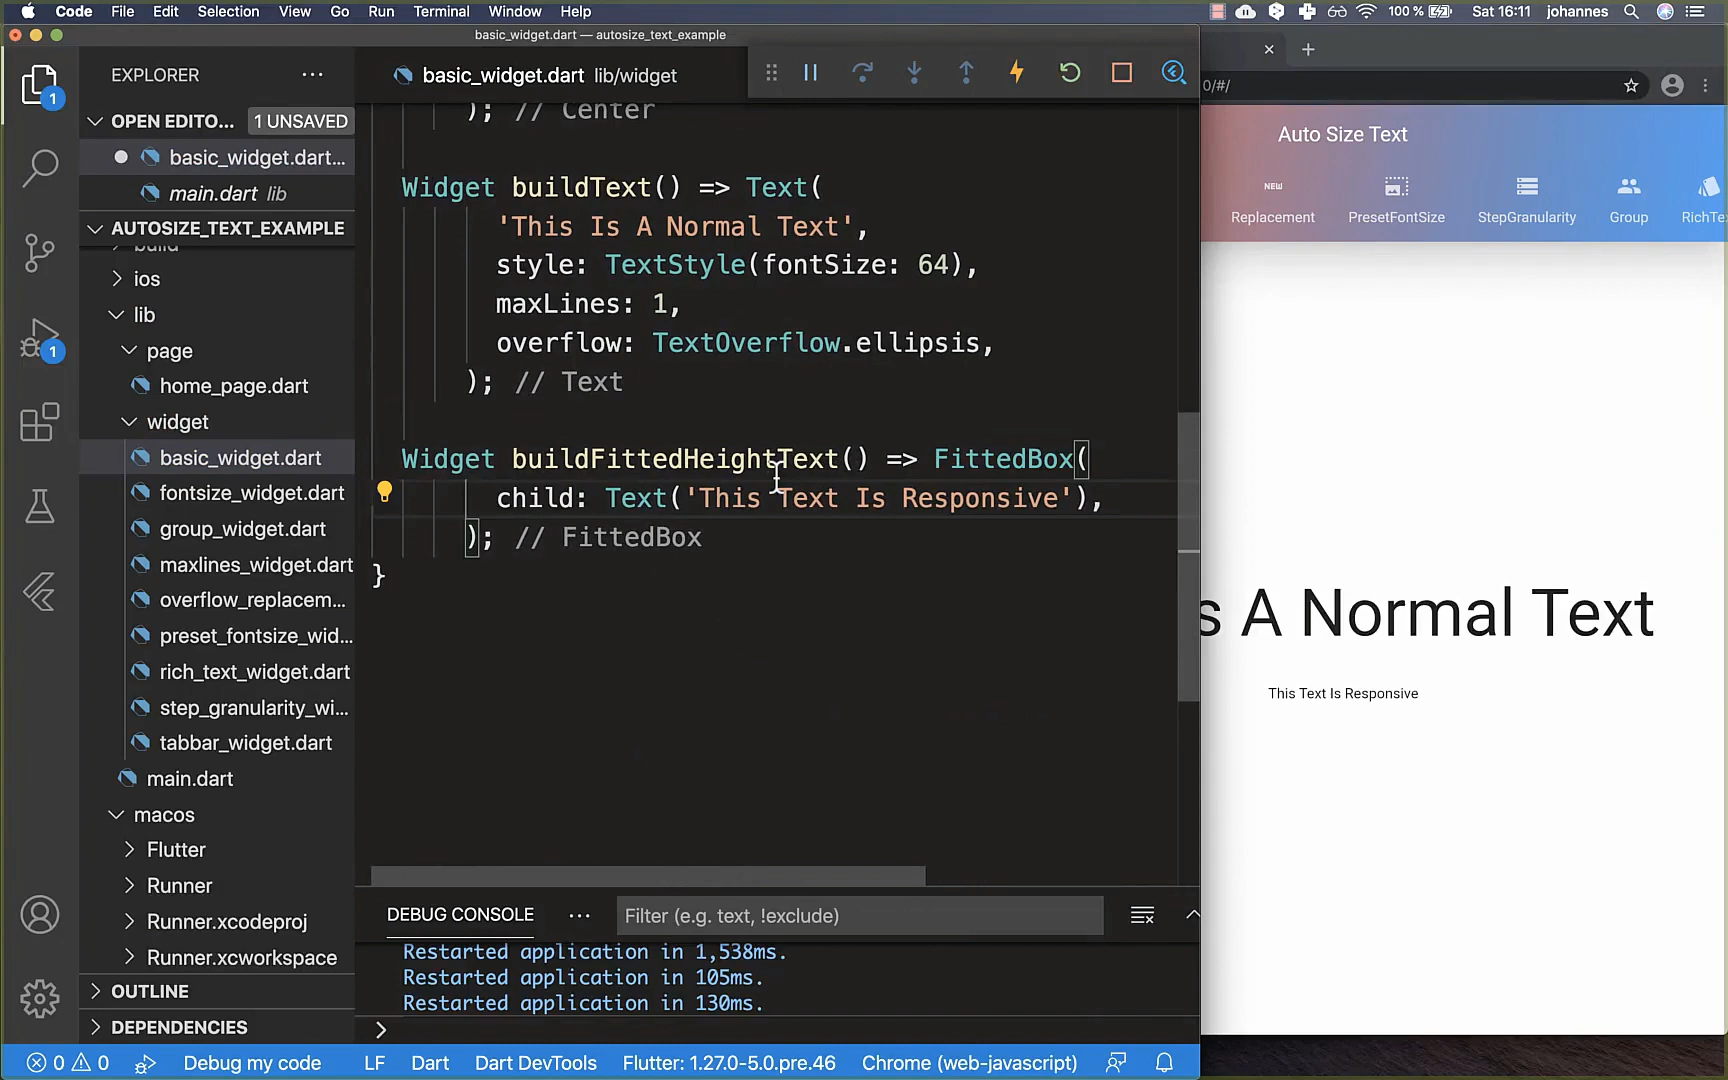 Code File Edit Selection View Go Run Terminal Window Help
100 % Sat 16:11 johannes
basic_widget.dart — autosize_text_example
1
EXPLORER
OPEN EDITO... 1 UNSAVED
basic_widget.dart...
main.dart lib
AUTOSIZE_TEXT_EXAMPLE
build
ios
lib
page
home_page.dart
widget
basic_widget.dart
fontsize_widget.dart
group_widget.dart
maxlines_widget.dart
overflow_replacem...
preset_fontsize_wid...
rich_text_widget.dart
step_granularity_wi...
tabbar_widget.dart
main.dart
macos
Flutter
Runner
Runner.xcodeproj
Runner.xcworkspace
OUTLINE
DEPENDENCIES
1
basic_widget.dart lib/widget
); // Center
Widget buildText() => Text(
'This Is A Normal Text',
style: TextStyle(fontSize: 64),
maxLines: 1,
overflow: TextOverflow.ellipsis,
); // Text
Widget buildFittedHeightText() => FittedBox(
child: Text('This Text Is Responsive'),
); // FittedBox
}
DEBUG CONSOLE ... Filter (e.g. text, !exclude)
Restarted application in 1,538ms.
Restarted application in 105ms.
Restarted application in 130ms.
>
0 0 Debug my code LF Dart Dart DevTools Flutter: 1.27.0-5.0.pre.46 Chrome (web-javascript)
0/#/
Auto Size Text
NEW
Replacement PresetFontSize StepGranularity Group RichTex
s A Normal Text
This Text Is Responsive